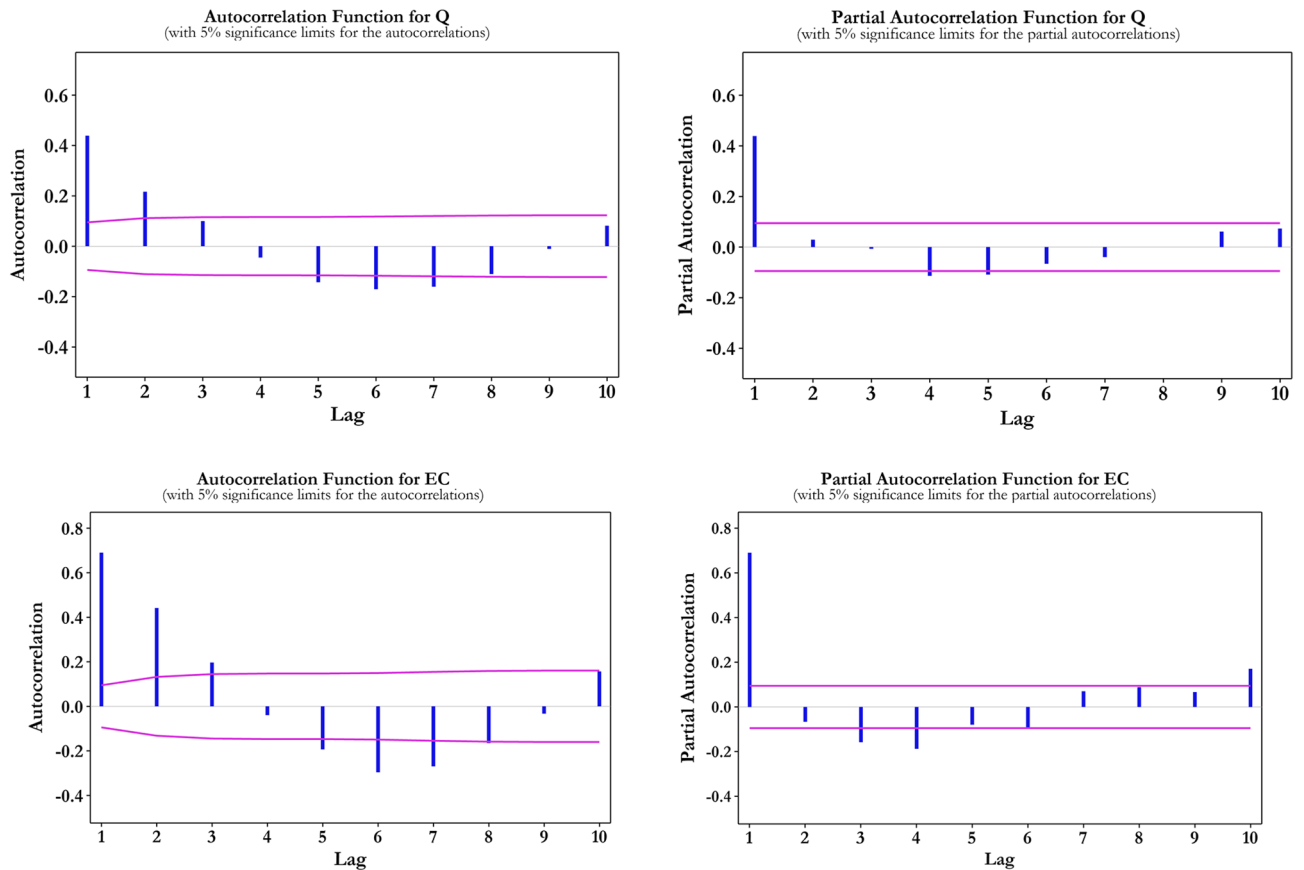 Autocorrelation Function for Q
(with 5% significance limits for the autocorrelations)
Autocorrelation
0.6
0.4
0.2
0.0
-0.2
-0.4
1 2 3 4 5 6 7 8 9 10
Lag
Partial Autocorrelation Function for Q
(with 5% significance limits for the partial autocorrelations)
Partial Autocorrelation
0.6
0.4
0.2
0.0
-0.2
-0.4
1 2 3 4 5 6 7 8 9 10
Lag
Autocorrelation Function for EC
(with 5% significance limits for the autocorrelations)
Autocorrelation
0.8
0.6
0.4
0.2
0.0
-0.2
-0.4
1 2 3 4 5 6 7 8 9 10
Lag
Partial Autocorrelation Function for EC
(with 5% significance limits for the partial autocorrelations)
Partial Autocorrelation
0.8
0.6
0.4
0.2
0.0
-0.2
-0.4
1 2 3 4 5 6 7 8 9 10
Lag